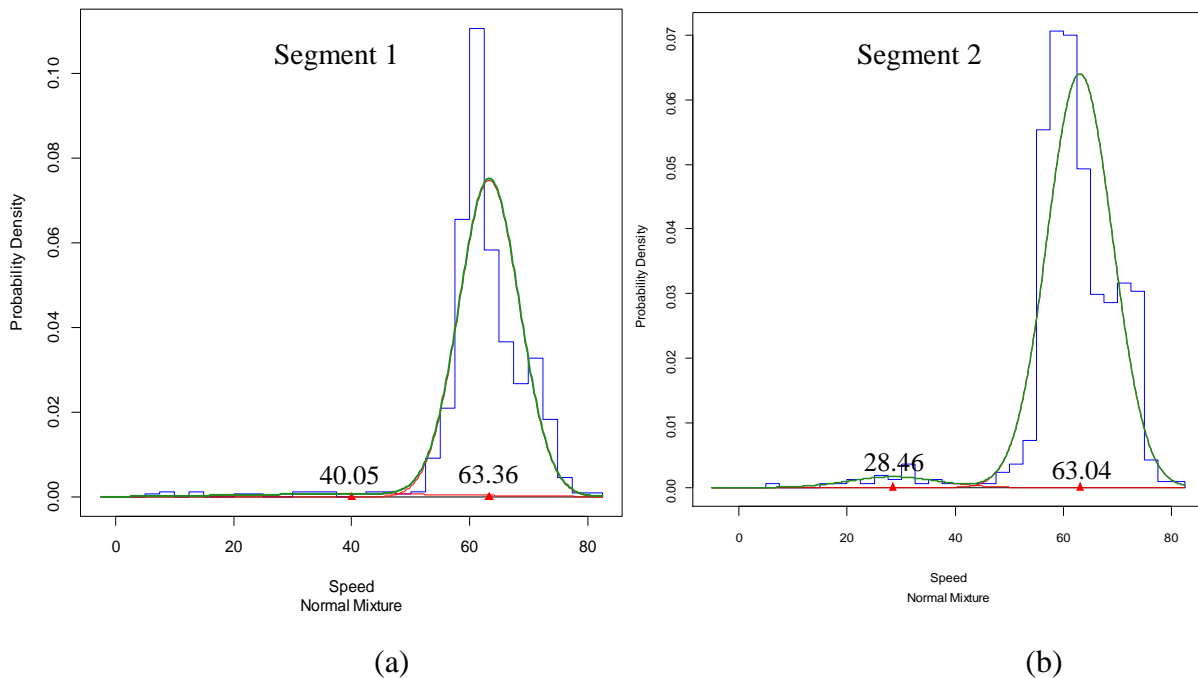 Segment 1
Probability Density
0.00
0.02
0.04
0.06
0.08
0.10
40.05
63.36
0 20 40 60 80
Speed
Normal Mixture
(a)
Segment 2
Probability Density
0.00
0.01
0.02
0.03
0.04
0.05
0.06
0.07
28.46
63.04
0 20 40 60 80
Speed
Normal Mixture
(b)